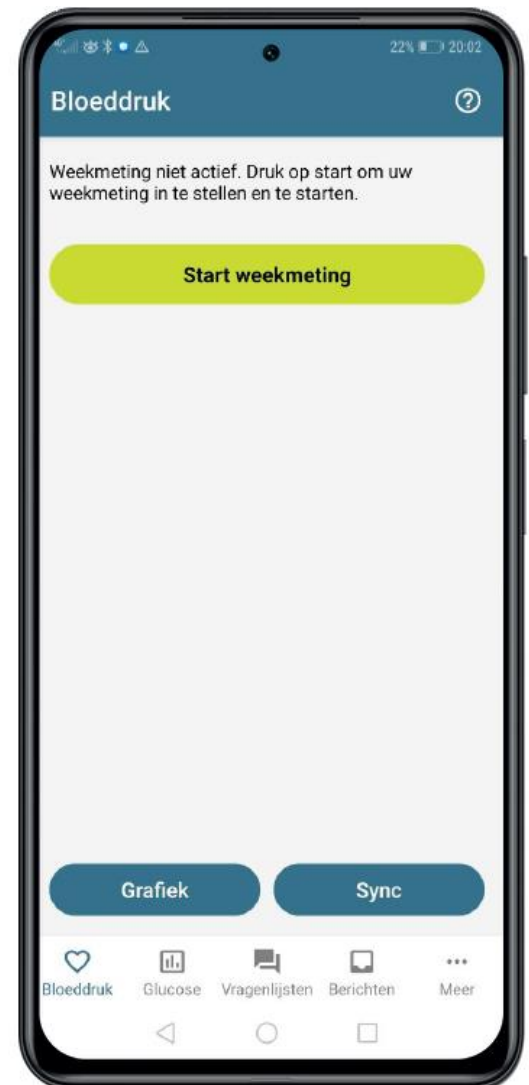 22% 20:02
Bloeddruk
Weekmeting niet actief. Druk op start om uw
weekmeting in te stellen en te starten.
Start weekmeting
Grafiek Sync
Bloeddruk Glucose Vragenlijsten Berichten Meer